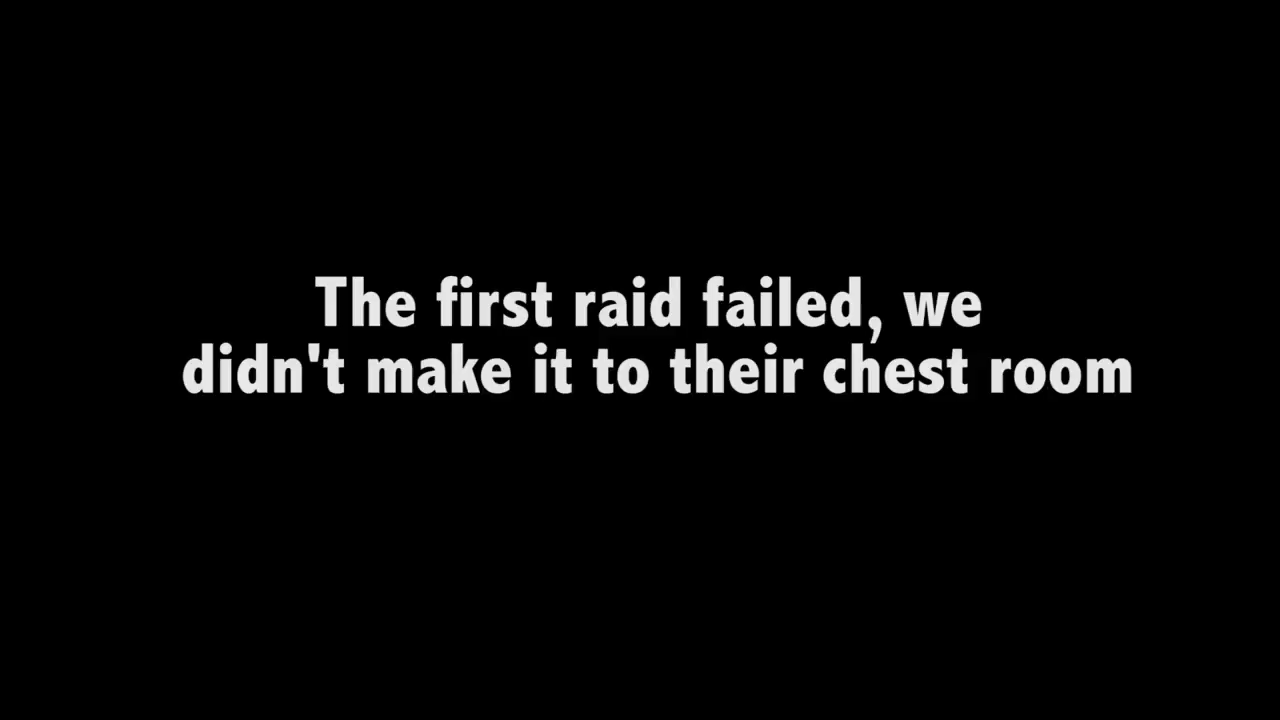 The first raid failed, we
didn't make it to their chest room